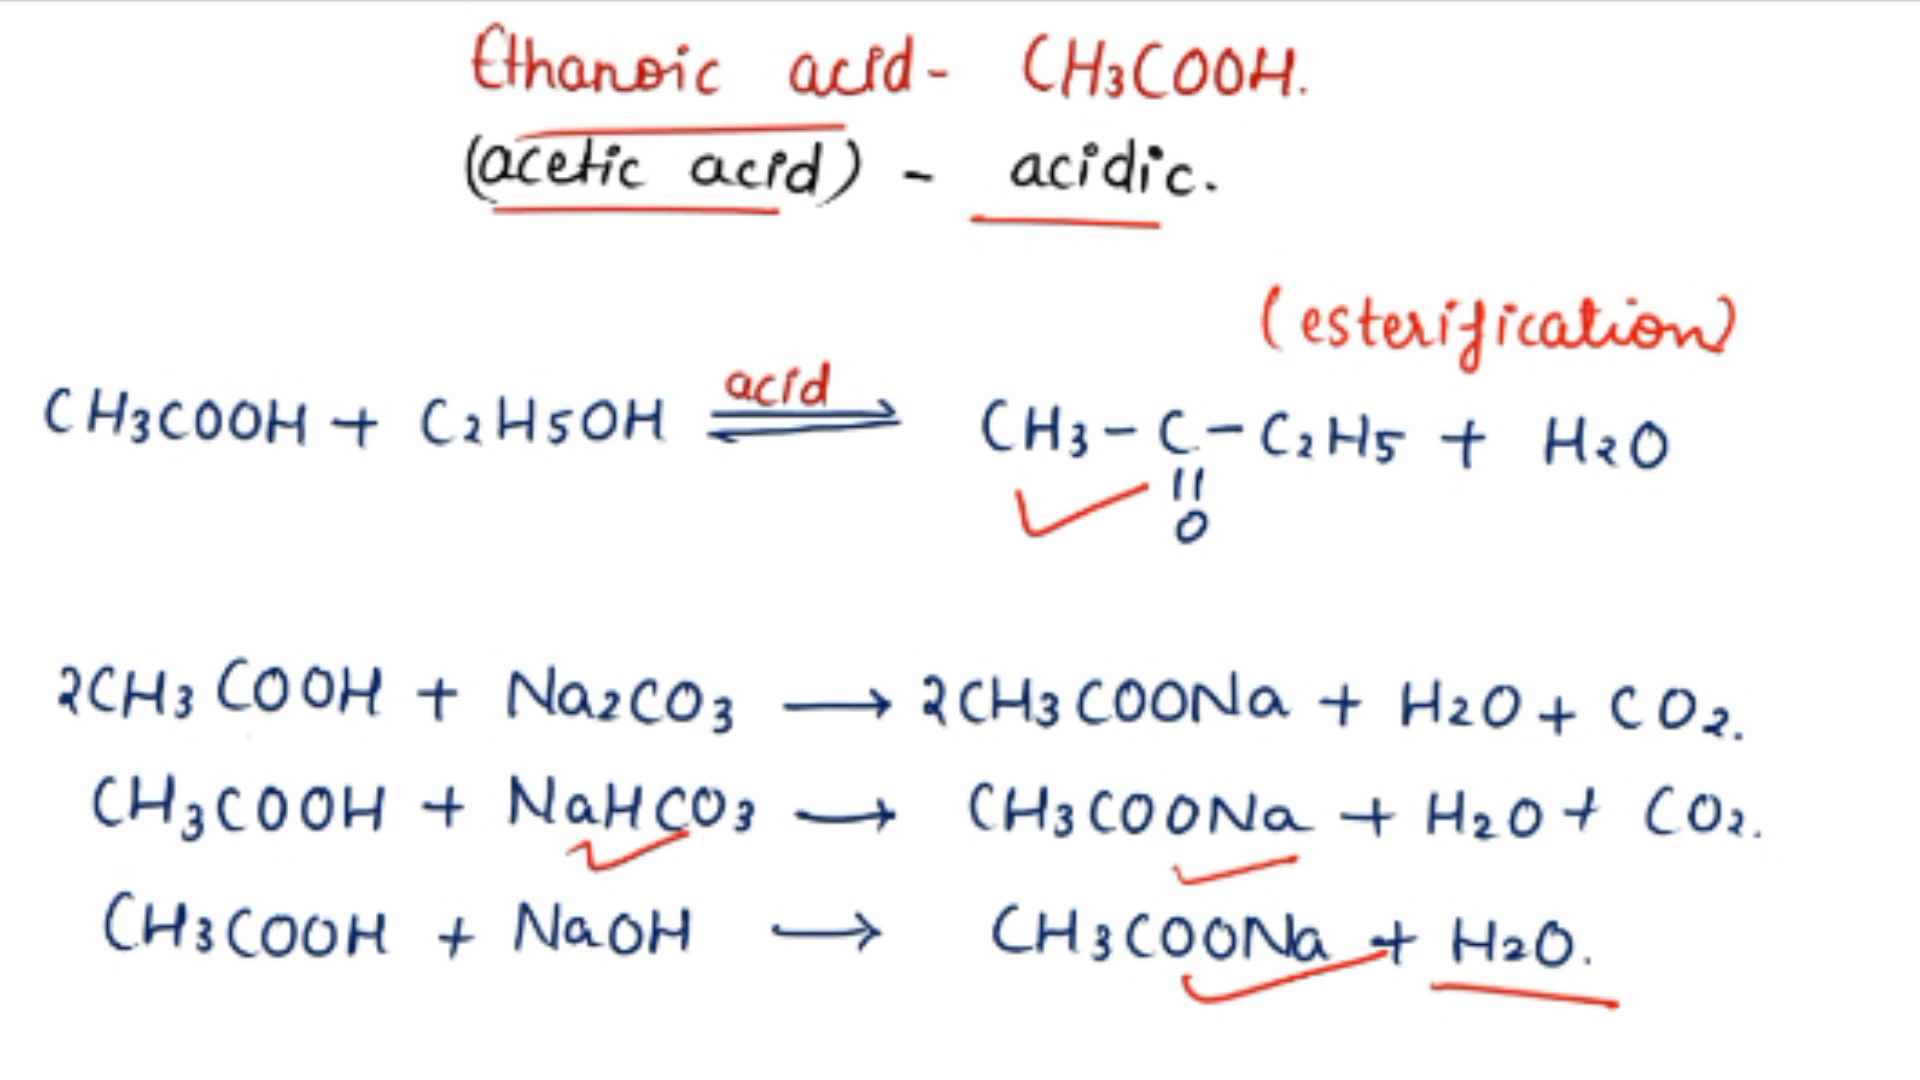 Ethanoic acid- CH3COOH.
(acetic acid) - acidic.
(esterification)
acid
CH3COOH + C2H5OH ⇌ CH3-C-C2H5 + H2O
||
O
2CH3COOH + Na2CO3 → 2CH3COONa + H2O + CO2.
CH3COOH + NaHCO3 → CH3COONa + H2O + CO2.
CH3COOH + NaOH → CH3COONa + H2O.